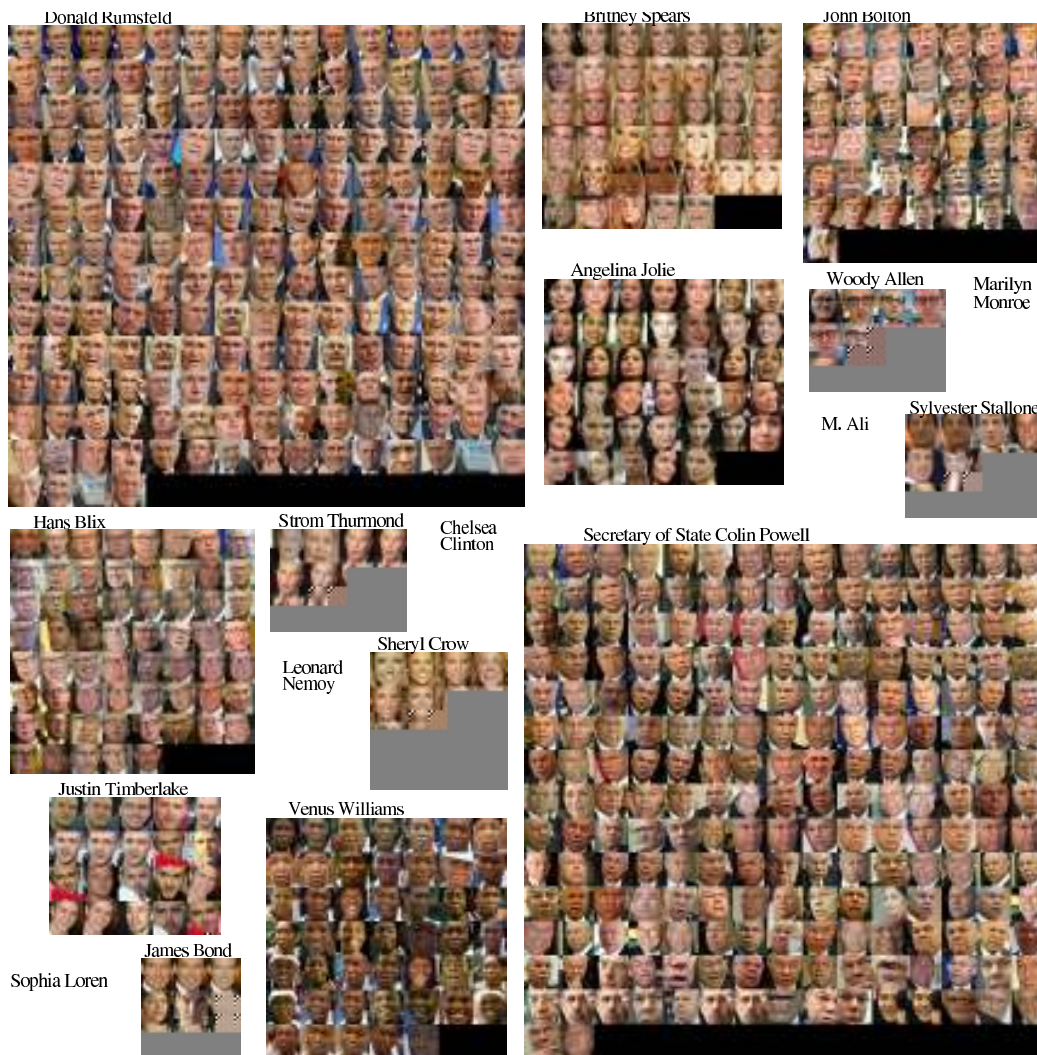 Donald Rumsfeld
Britney Spears
John Bolton
Angelina Jolie
Woody Allen
Marilyn
Monroe
M. Ali
Sylvester Stallone
Hans Blix
Strom Thurmond
Chelsea
Clinton
Secretary of State Colin Powell
Sheryl Crow
Leonard
Nemoy
Justin Timberlake
Venus Williams
James Bond
Sophia Loren